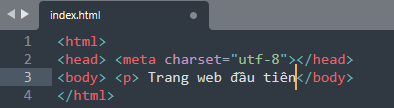 index.html
1 <html>
2 <head> <meta charset="utf-8"></head>
3 <body> <p> Trang web đầu tiên</body>
4 </html>